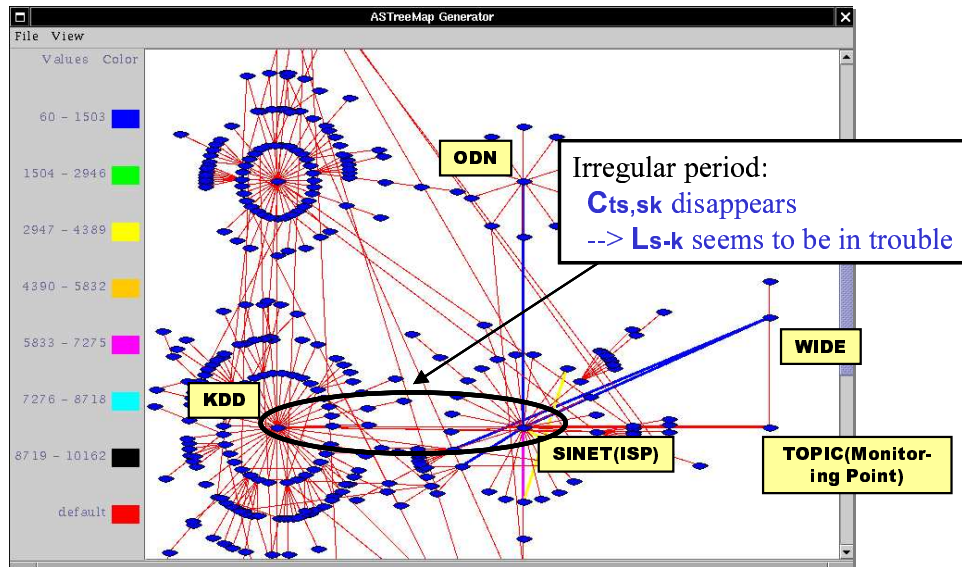 ASTreeMap Generator
File View
Values Color
60 - 1503
1504 - 2946
2947 - 4389
4390 - 5832
5833 - 7275
7276 - 8718
8719 - 10162
default
ODN
Irregular period:
Cts,sk disappears
--> Ls-k seems to be in trouble
WIDE
KDD
SINET(ISP)
TOPIC(Monitor-
ing Point)